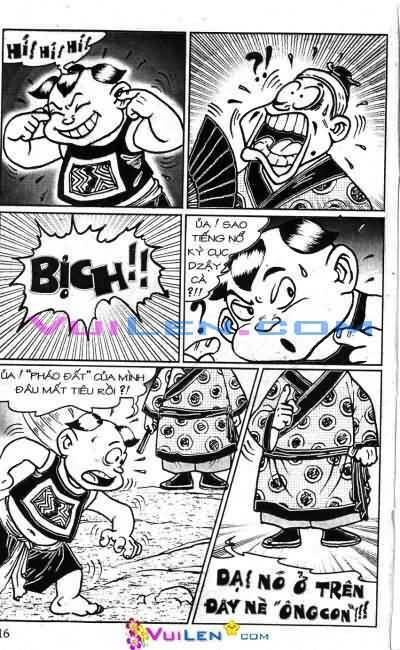 HÍ! HÍ! HÍ!
?!
BỊCH!!
ỦA! SAO
TIẾNG NỔ
KỲ CỤC
DZẬY
CÀ
?!!
?
VUILEN.COM
ỦA! "PHÁO ĐẤT" CỦA MÌNH
ĐÂU MẤT TIÊU RỒI ?!
DẠ! NÓ Ở TRÊN
ĐÂY NÈ "ÔNG CON"!!!
16
VUILEN.COM